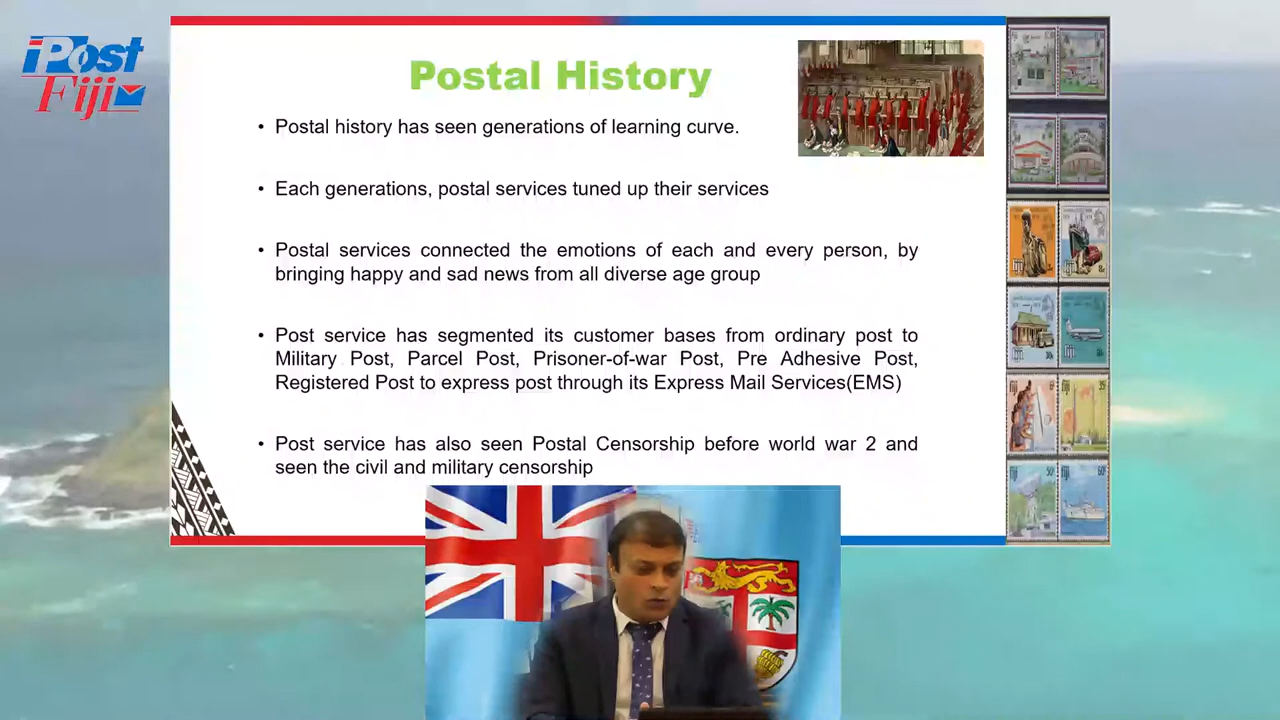 Post
Fiji
Postal History
• Postal history has seen generations of learning curve.
• Each generations, postal services tuned up their services
• Postal services connected the emotions of each and every person, by
bringing happy and sad news from all diverse age group
• Post service has segmented its customer bases from ordinary post to
Military Post, Parcel Post, Prisoner-of-war Post, Pre Adhesive Post,
Registered Post to express post through its Express Mail Services(EMS)
• Post service has also seen Postal Censorship before world war 2 and
seen the civil and military censorship